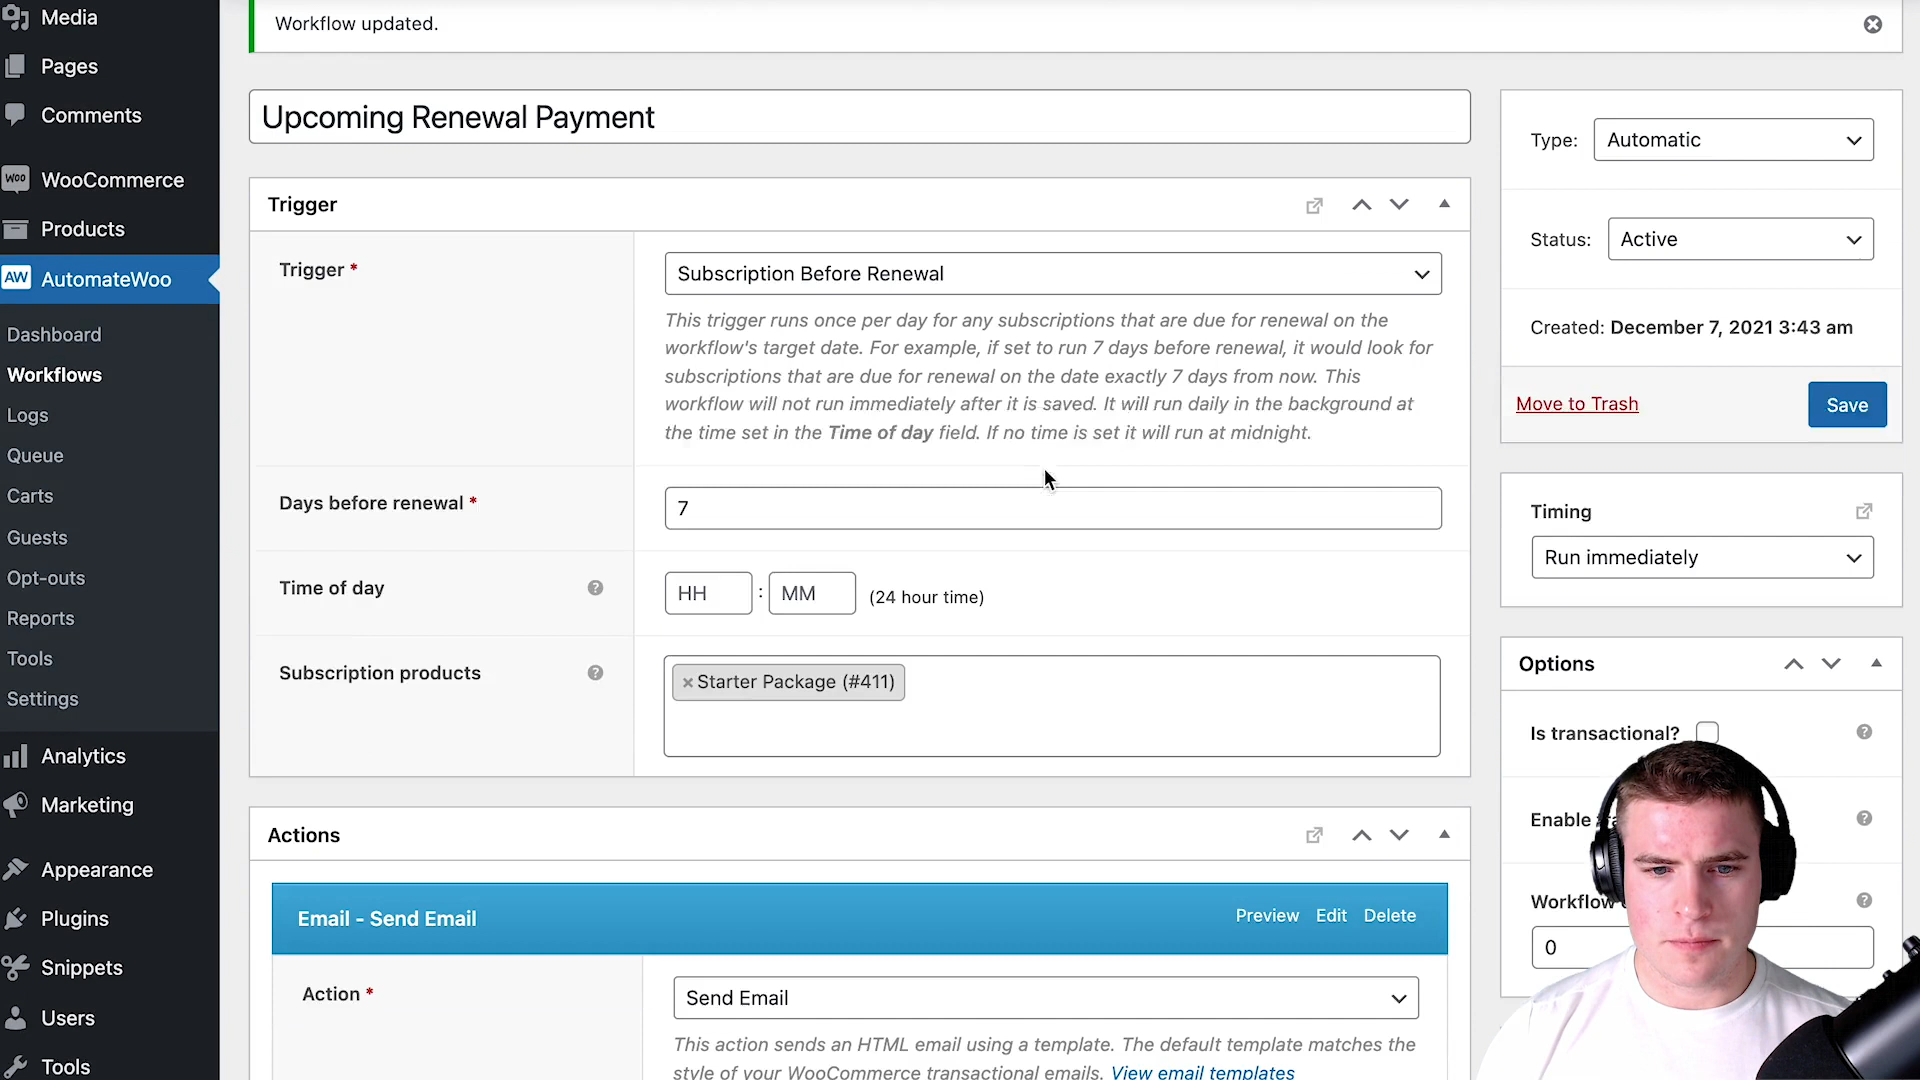 Media
Pages
Comments
WOO WooCommerce
Products
AW AutomateWoo
Dashboard
Workflows
Logs
Queue
Carts
Guests
Opt-outs
Reports
Tools
Settings
Analytics
Marketing
Appearance
Plugins
Snippets
Users
Tools
Workflow updated.
Upcoming Renewal Payment
Trigger
Trigger *
Subscription Before Renewal
This trigger runs once per day for any subscriptions that are due for renewal on the
workflow's target date. For example, if set to run 7 days before renewal, it would look for
subscriptions that are due for renewal on the date exactly 7 days from now. This
workflow will not run immediately after it is saved. It will run daily in the background at
the time set in the Time of day field. If no time is set it will run at midnight.
Days before renewal *
7
Time of day ?
HH : MM (24 hour time)
Subscription products ?
× Starter Package (#411)
Actions
Email - Send Email
Preview Edit Delete
Action *
Send Email
This action sends an HTML email using a template. The default template matches the
style of your WooCommerce transactional emails. View email templates
Type: Automatic
Status: Active
Created: December 7, 2021 3:43 am
Move to Trash
Save
Timing
Run immediately
Options
Is transactional? ?
Enable ?
Workflow ?
0